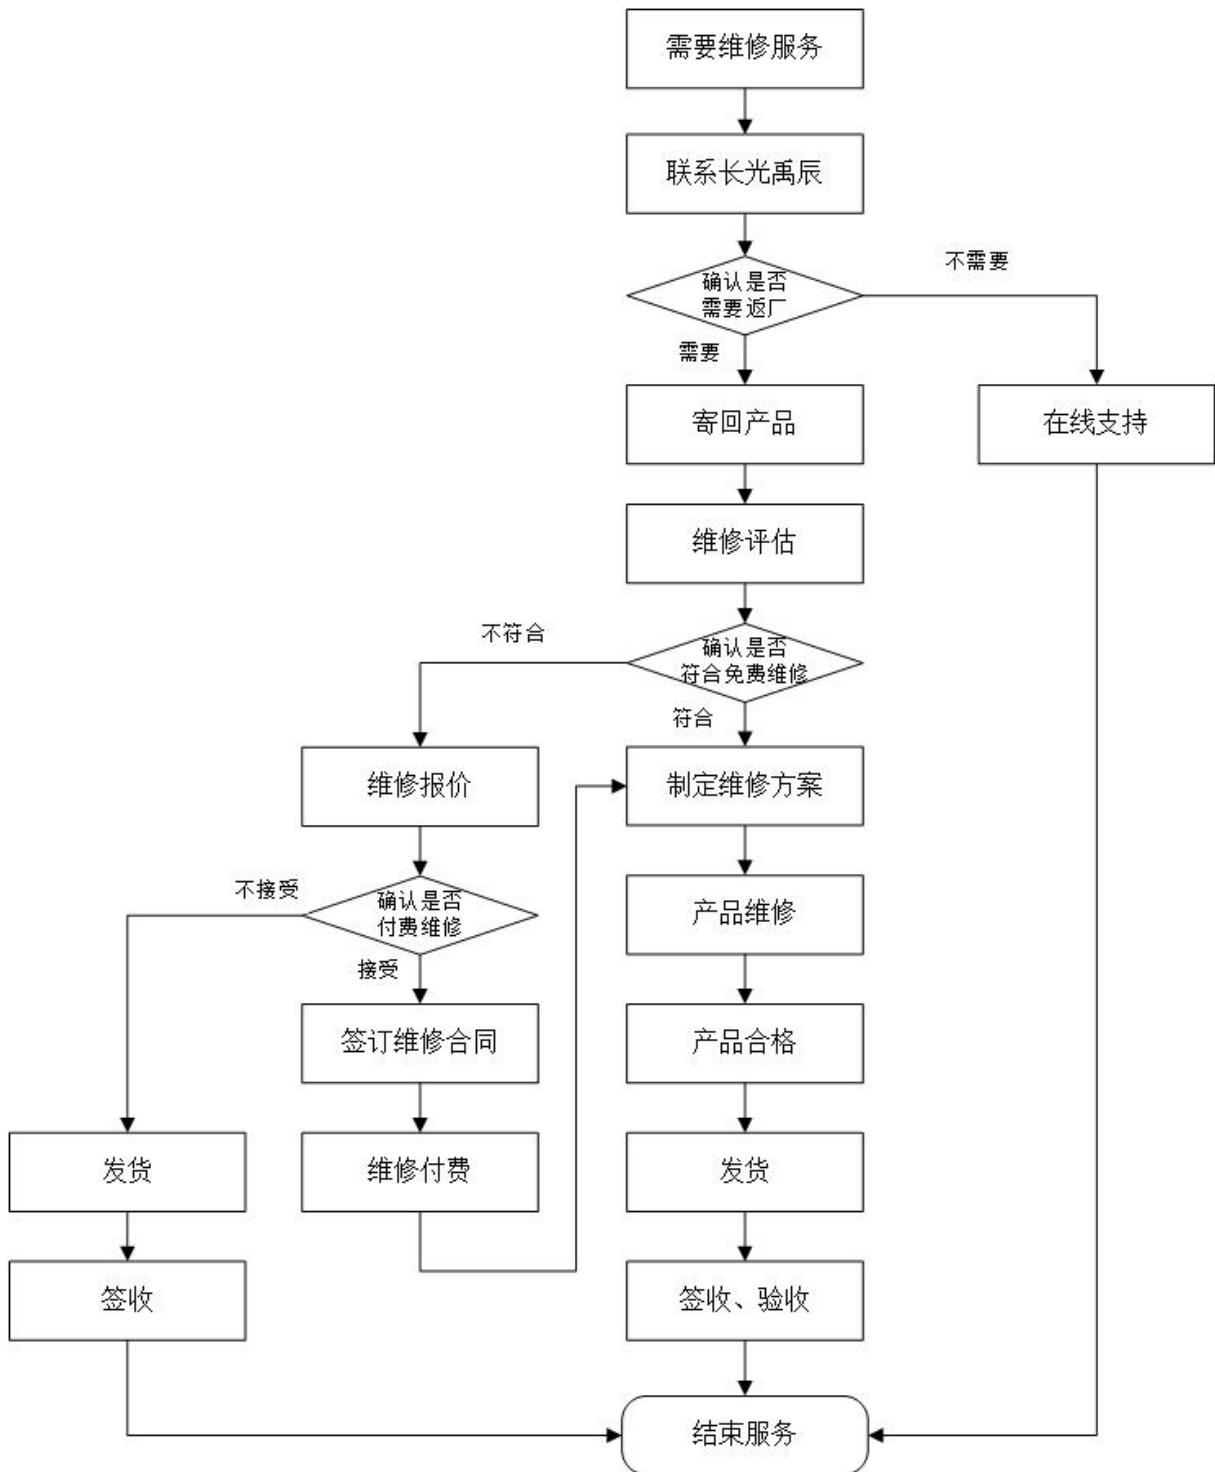 需要维修服务
联系长光禹辰
不需要
确认是否
需要返厂
需要
寄回产品
在线支持
维修评估
不符合
确认是否
符合免费维修
符合
维修报价
制定维修方案
不接受
确认是否
付费维修
产品维修
接受
签订维修合同
产品合格
发货
维修付费
发货
签收
签收、验收
结束服务